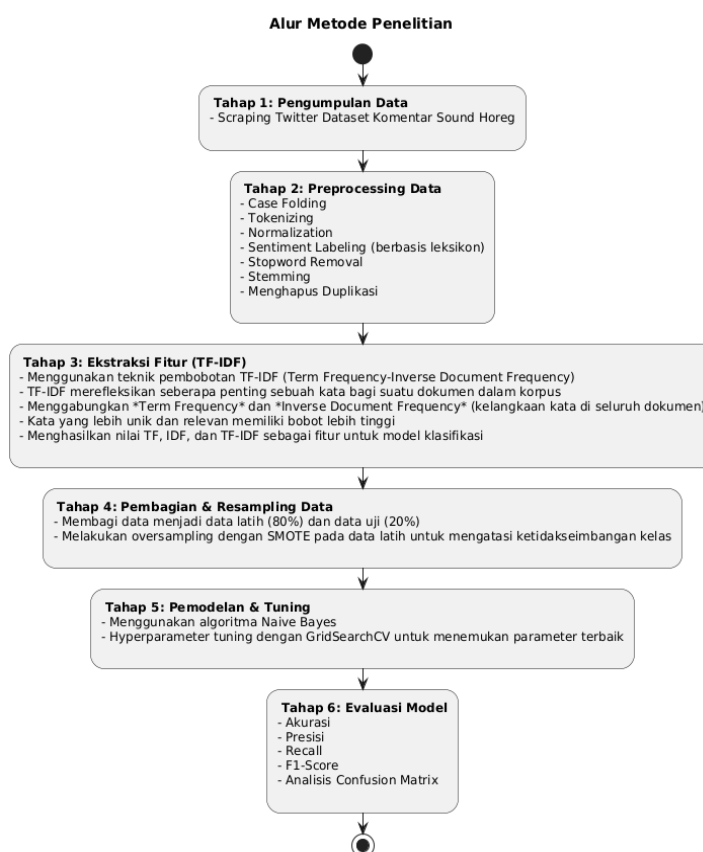 Alur Metode Penelitian
Tahap 1: Pengumpulan Data
- Scraping Twitter Dataset Komentar Sound Horeg
Tahap 2: Preprocessing Data
- Case Folding
- Tokenizing
- Normalization
- Sentiment Labeling (berbasis leksikon)
- Stopword Removal
- Stemming
- Menghapus Duplikasi
Tahap 3: Ekstraksi Fitur (TF-IDF)
- Menggunakan teknik pembobotan TF-IDF (Term Frequency-Inverse Document Frequency)
- TF-IDF merefleksikan seberapa penting sebuah kata bagi suatu dokumen dalam korpus
- Menggabungkan *Term Frequency* dan *Inverse Document Frequency* (kelangkaan kata di seluruh dokumen)
- Kata yang lebih unik dan relevan memiliki bobot lebih tinggi
- Menghasilkan nilai TF, IDF, dan TF-IDF sebagai fitur untuk model klasifikasi
Tahap 4: Pembagian & Resampling Data
- Membagi data menjadi data latih (80%) dan data uji (20%)
- Melakukan oversampling dengan SMOTE pada data latih untuk mengatasi ketidakseimbangan kelas
Tahap 5: Pemodelan & Tuning
- Menggunakan algoritma Naive Bayes
- Hyperparameter tuning dengan GridSearchCV untuk menemukan parameter terbaik
Tahap 6: Evaluasi Model
- Akurasi
- Presisi
- Recall
- F1-Score
- Analisis Confusion Matrix